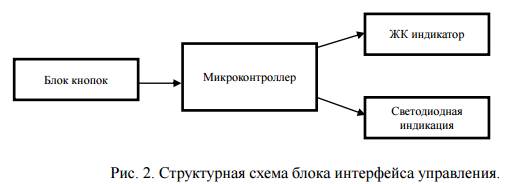 ЖК индикатор
Блок кнопок
Микроконтроллер
Светодиодная
индикация
Рис. 2. Структурная схема блока интерфейса управления.